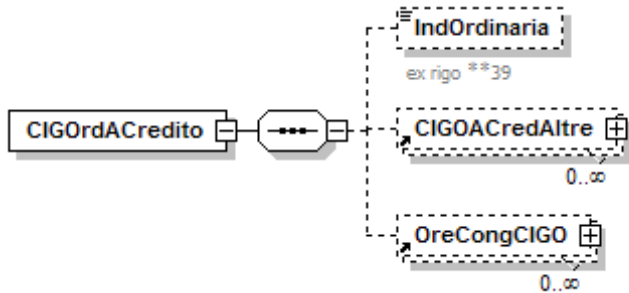 IndOrdinaria
ex rigo **39
CIGOrdACredito
CIGOACredAltre
0..∞
OreCongCIGO
0..∞